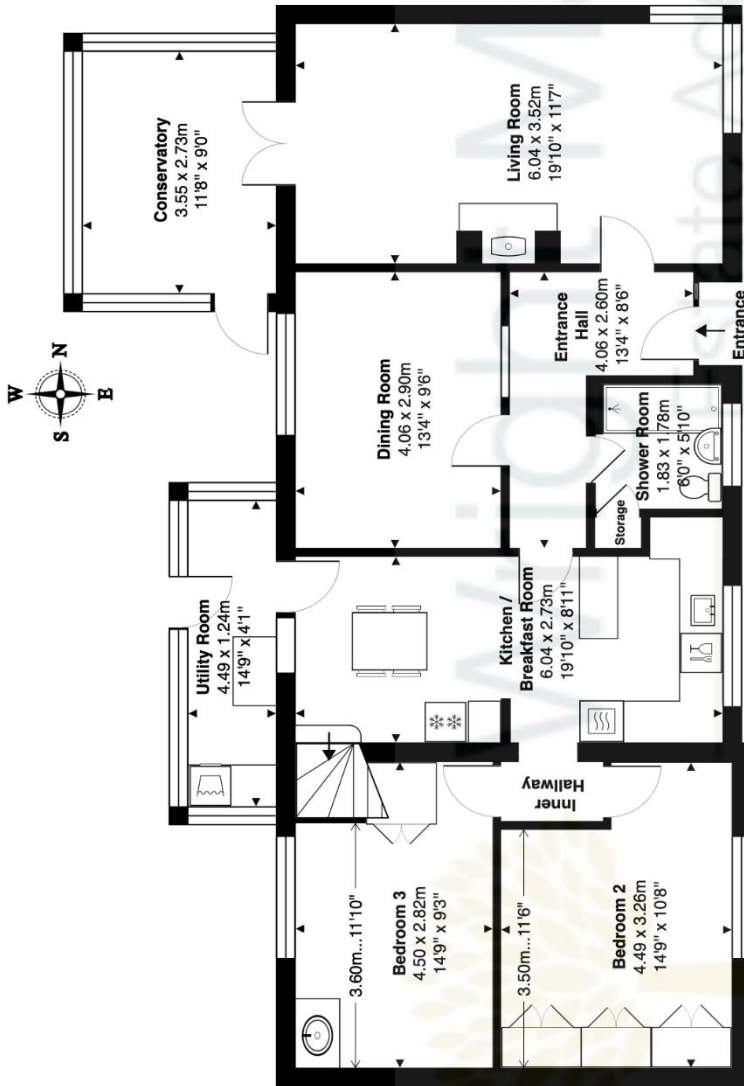 W
S
N
E
Conservatory
3.55 x 2.73m
11'8" x 9'0"
Utility Room
4.49 x 1.24m
14'9" x 4'1"
Living Room
6.04 x 3.52m
19'10" x 11'7"
Dining Room
4.06 x 2.90m
13'4" x 9'6"
Entrance
Hall
4.06 x 2.60m
13'4" x 8'6"
Entrance
Shower Room
1.83 x 1.78m
6'0" x 5'10"
Storage
Kitchen /
Breakfast Room
6.04 x 2.73m
19'10" x 8'11"
Inner
Hallway
3.60m...11'10"
Bedroom 3
4.50 x 2.82m
14'9" x 9'3"
3.50m...11'6"
Bedroom 2
4.49 x 3.26m
14'9" x 10'8"
Wright M
Estate Age